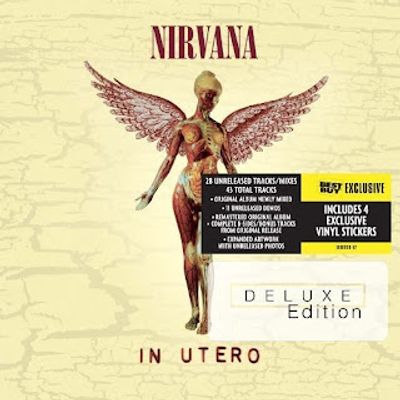 NIRVANA
28 UNRELEASED TRACKS/MIXES
43 TOTAL TRACKS
• ORIGINAL ALBUM NEWLY MIXED
• 11 UNRELEASED DEMOS
• REMASTERED ORIGINAL ALBUM
• COMPLETE B-SIDES/BONUS TRACKS
FROM ORIGINAL RELEASE
• EXPANDED ARTWORK
WITH UNRELEASED PHOTOS
BEST BUY EXCLUSIVE
INCLUDES 4
EXCLUSIVE
VINYL STICKERS
DELUXE
Edition
IN UTERO